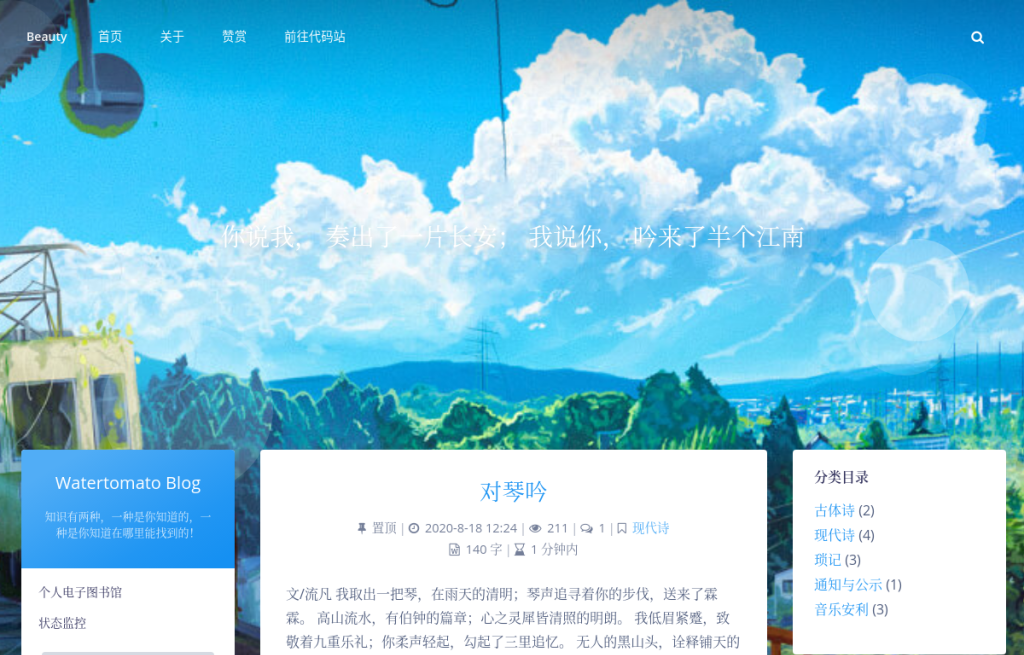 Beauty 首页 关于 赞赏 前往代码站
你说我， 奏出了一片长安； 我说你， 吟来了半个江南
Watertomato Blog
知识有两种，一种是你知道的，一
种是你知道在哪里能找到的！
个人电子图书馆
状态监控
对琴吟
置顶 | 2020-8-18 12:24 | 211 | 1 | 现代诗
140 字 | 1 分钟内
文/流凡 我取出一把琴，在雨天的清明；琴声追寻着你的步伐，送来了霖
霖。 高山流水，有伯钟的篇章；心之灵犀皆清照的明朗。 我低眉紧蹙，致
敬着九重乐礼；你柔声轻起，勾起了三里追忆。 无人的黑山头，诠释铺天的
分类目录
古体诗 (2)
现代诗 (4)
琐记 (3)
通知与公示 (1)
音乐安利 (3)